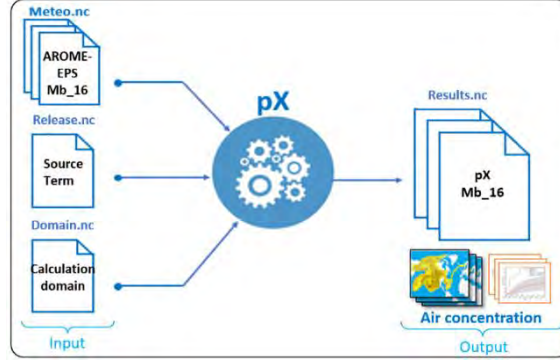 Meteo.nc
AROME-
EPS
Mb_16
Release.nc
Source
Term
Domain.nc
Calculation
domain
Input
pX
Results.nc
pX
Mb_16
Air concentration
Output